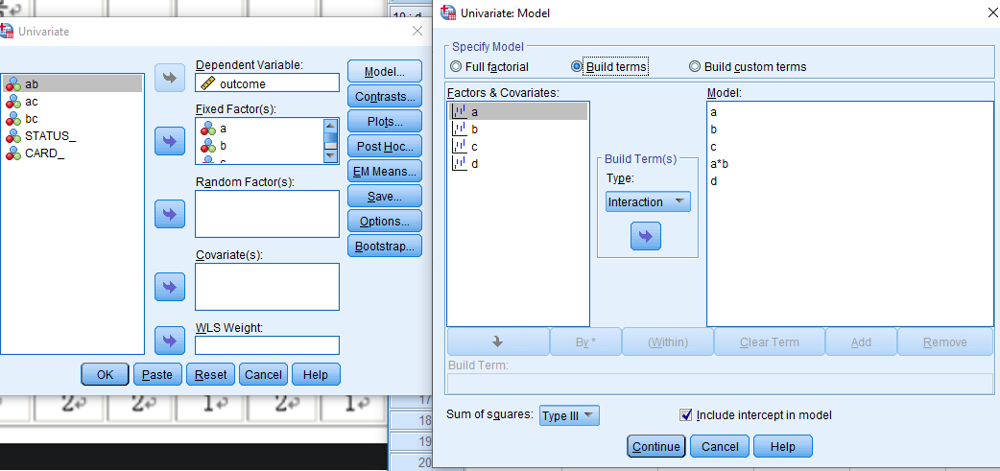 Univariate
ab
ac
bc
STATUS_
CARD_
Dependent Variable:
outcome
Fixed Factor(s):
a
b
Random Factor(s):
Covariate(s):
WLS Weight:
Model...
Contrasts...
Plots...
Post Hoc...
EM Means...
Save...
Options...
Bootstrap...
OK
Paste
Reset
Cancel
Help
2 2 1 2 1
17
18
19
20
Univariate: Model
Specify Model
Full factorial
Build terms
Build custom terms
Factors & Covariates:
a
b
c
d
Build Term(s)
Type:
Interaction
Model:
a
b
c
a*b
d
By *
(Within)
Clear Term
Add
Remove
Build Term:
Sum of squares:
Type III
Include intercept in model
Continue
Cancel
Help